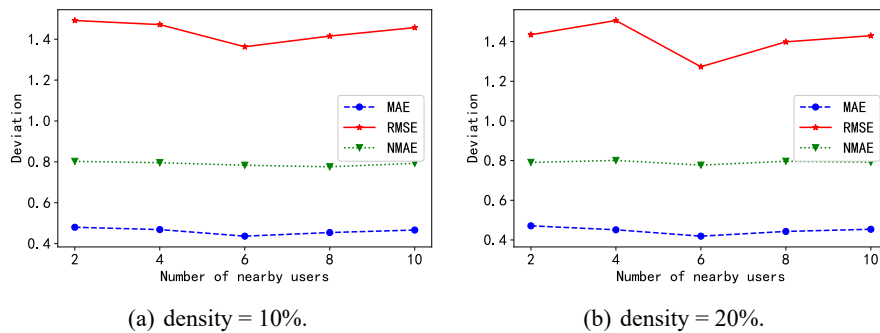 1.4
1.2
1.0
0.8
0.6
0.4
Deviation
MAE
RMSE
NMAE
2 4 6 8 10
Number of nearby users
(a) density = 10%.
1.4
1.2
1.0
0.8
0.6
0.4
Deviation
MAE
RMSE
NMAE
2 4 6 8 10
Number of nearby users
(b) density = 20%.